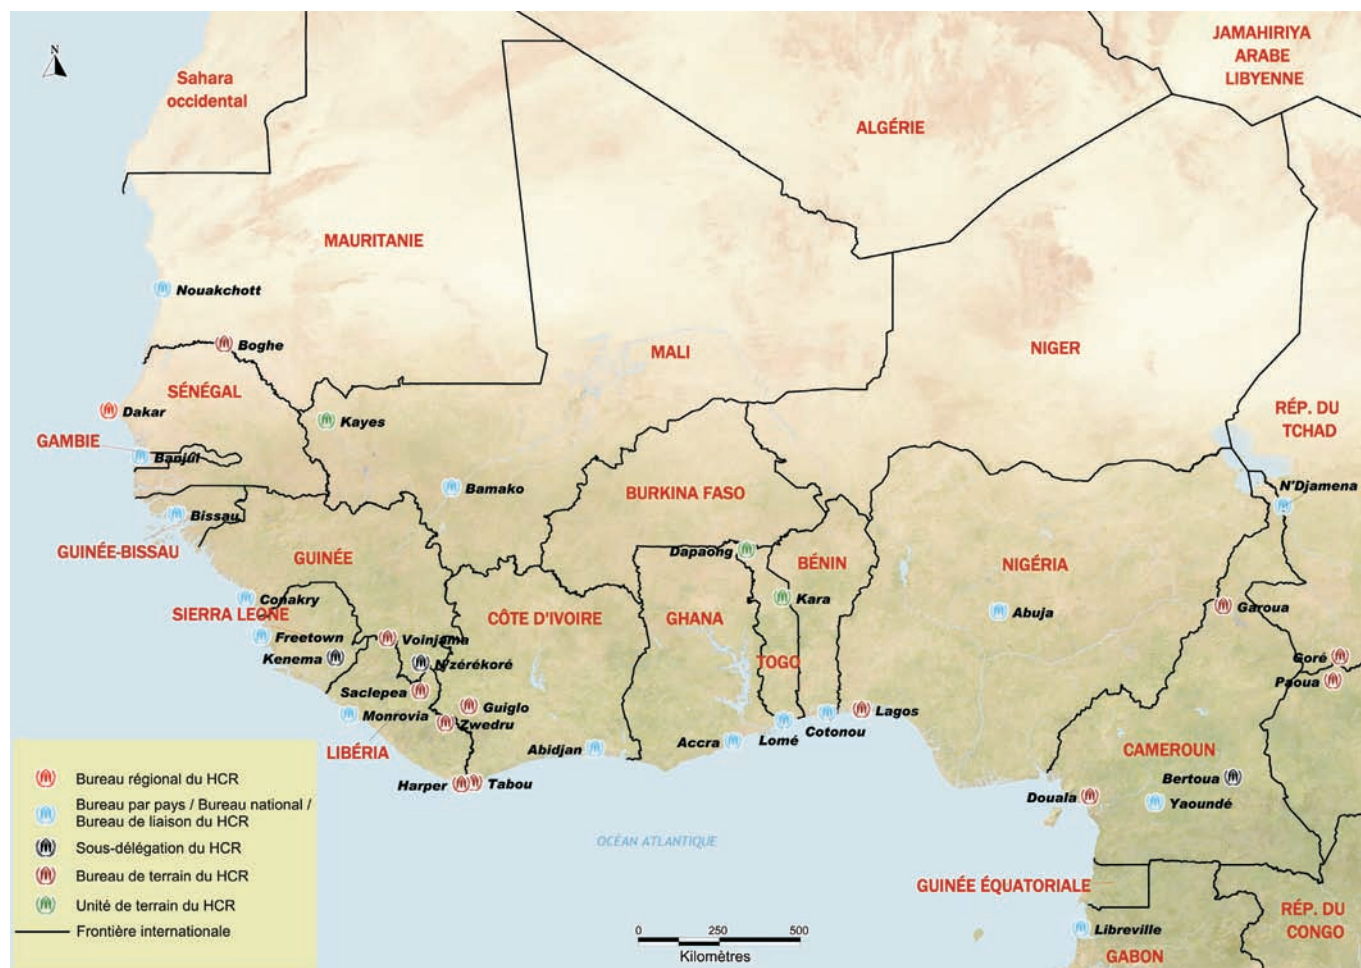 N
JAMAHIRIYA
ARABE
LIBYENNE
Sahara
occidental
ALGÉRIE
MAURITANIE
Nouakchott
Boghe
MALI
NIGER
SÉNÉGAL
Dakar
Kayes
RÉP. DU
TCHAD
GAMBIE
Banjul
Bamako
BURKINA FASO
N'Djamena
Bissau
GUINÉE-BISSAU
GUINÉE
Dapaong
BÉNIN
NIGÉRIA
Conakry
Kara
SIERRA LEONE
CÔTE D'IVOIRE
GHANA
Abuja
Garoua
Freetown
Voinjama
Kenema
N'zérékoré
TOGO
Goré
Saclepea
Paoua
Guiglo
Monrovia
Zwedru
Lagos
Cotonou
Lomé
Accra
Abidjan
LIBÉRIA
CAMEROUN
Harper
Tabou
Bertoua
Douala
Yaoundé
OCÉAN ATLANTIQUE
GUINÉE ÉQUATORIALE
RÉP. DU
CONGO
Libreville
GABON
Bureau régional du HCR
Bureau par pays / Bureau national /
Bureau de liaison du HCR
Sous-délégation du HCR
Bureau de terrain du HCR
Unité de terrain du HCR
Frontière internationale
0 250 500
Kilomètres